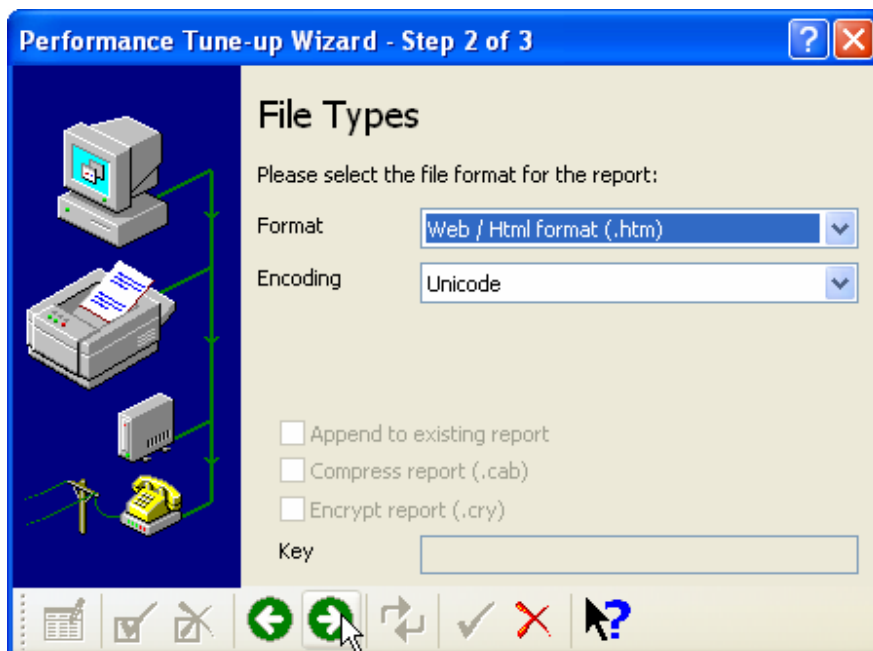 Performance Tune-up Wizard - Step 2 of 3
File Types
Please select the file format for the report:
Format Web / Html format (.htm)
Encoding Unicode
Append to existing report
Compress report (.cab)
Encrypt report (.cry)
Key